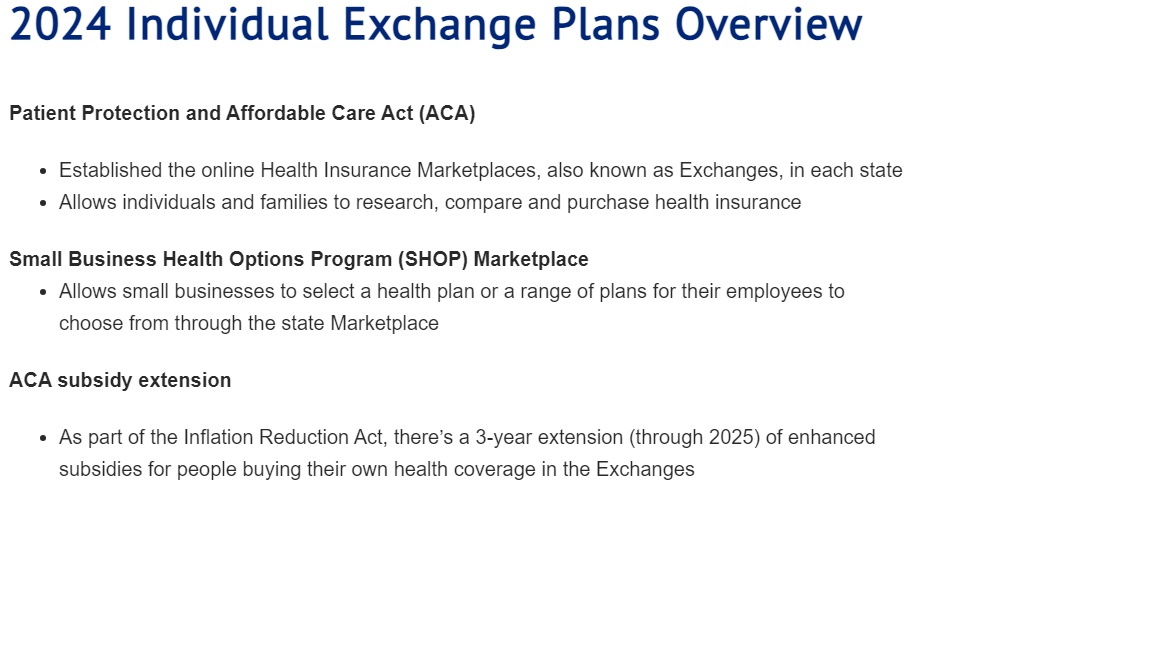 2024 Individual Exchange Plans Overview
Patient Protection and Affordable Care Act (ACA)
• Established the online Health Insurance Marketplaces, also known as Exchanges, in each state
• Allows individuals and families to research, compare and purchase health insurance
Small Business Health Options Program (SHOP) Marketplace
• Allows small businesses to select a health plan or a range of plans for their employees to
choose from through the state Marketplace
ACA subsidy extension
• As part of the Inflation Reduction Act, there’s a 3-year extension (through 2025) of enhanced
subsidies for people buying their own health coverage in the Exchanges